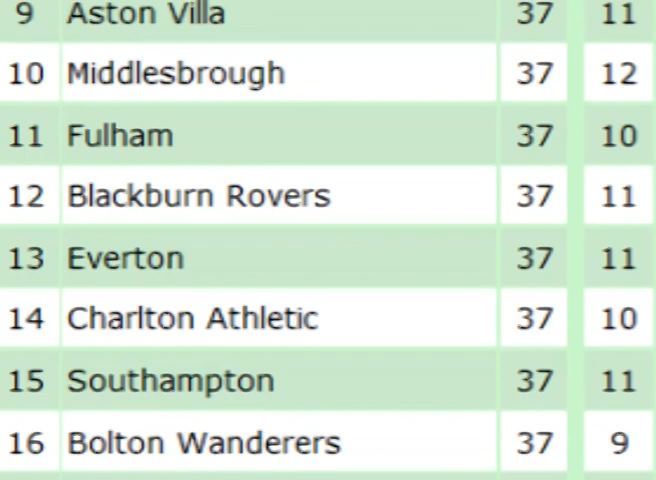 9 Aston Villa 37 11
10 Middlesbrough 37 12
11 Fulham 37 10
12 Blackburn Rovers 37 11
13 Everton 37 11
14 Charlton Athletic 37 10
15 Southampton 37 11
16 Bolton Wanderers 37 9